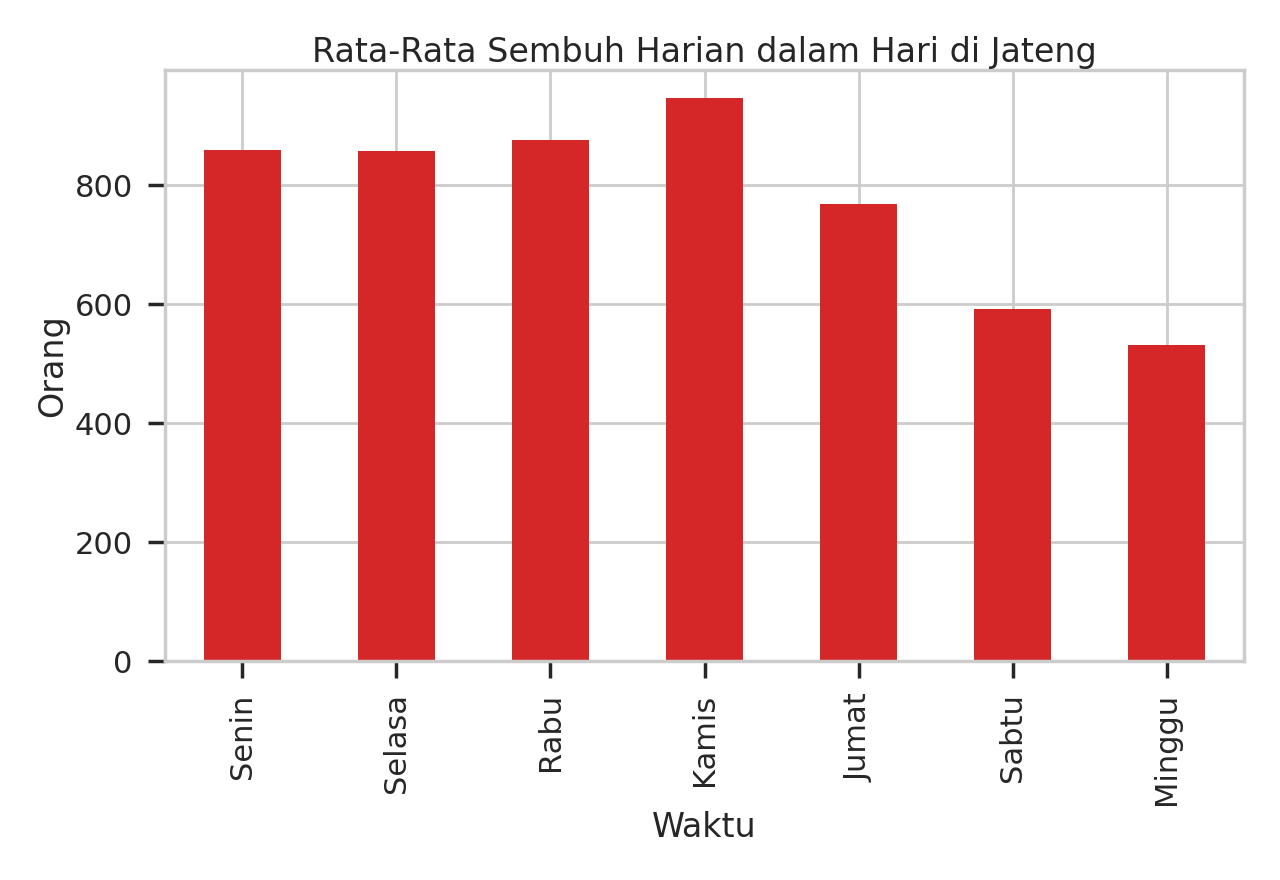 Rata-Rata Sembuh Harian dalam Hari di Jateng
Orang
800
600
400
200
0
Senin
Selasa
Rabu
Kamis
Jumat
Sabtu
Minggu
Waktu